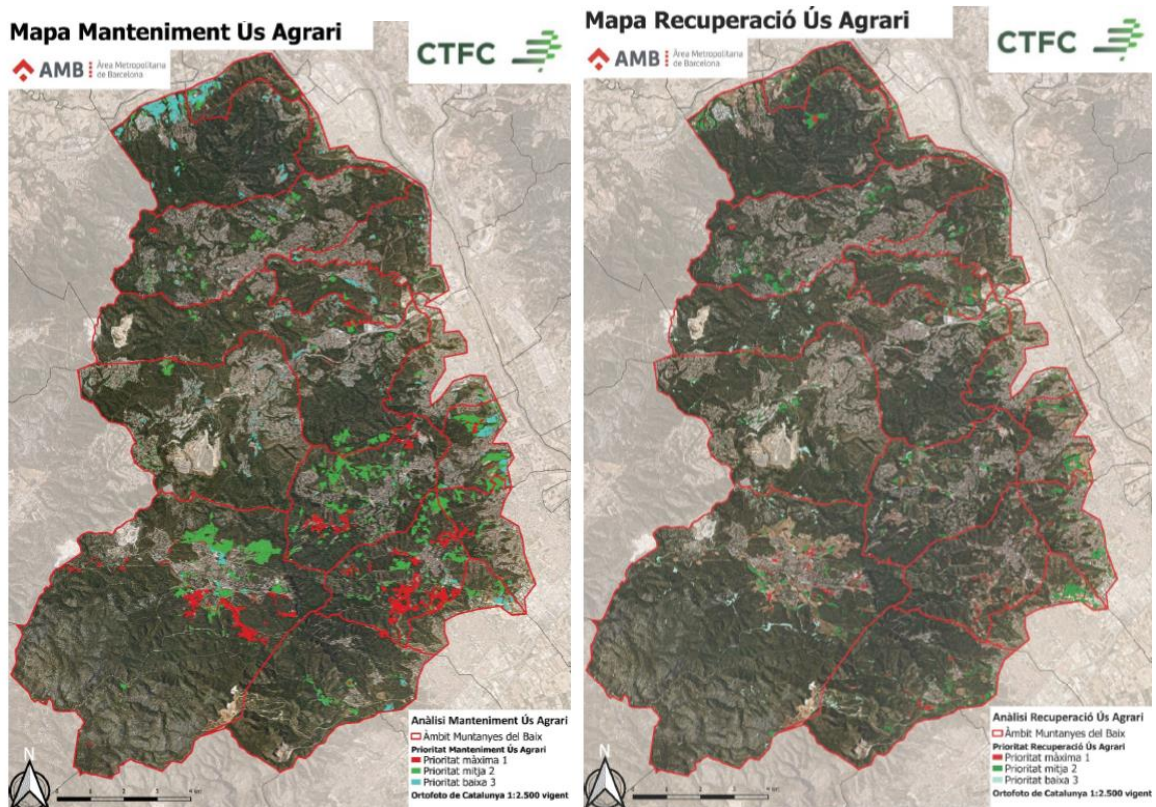 Mapa Manteniment Ús Agrari
AMB Àrea Metropolitana
de Barcelona
CTFC
N
4 km
Anàlisi Manteniment Ús Agrari
Àmbit Muntanyes del Baix
Prioritat Manteniment Ús Agrari
Prioritat màxima 1
Prioritat mitja 2
Prioritat baixa 3
Ortofoto de Catalunya 1:2.500 vigent
Mapa Recuperació Ús Agrari
AMB Àrea Metropolitana
de Barcelona
CTFC
N
4 km
Anàlisi Recuperació Ús Agrari
Àmbit Muntanyes del Baix
Prioritat Recuperació Ús Agrari
Prioritat màxima 1
Prioritat mitja 2
Prioritat baixa 3
Ortofoto de Catalunya 1:2.500 vigent